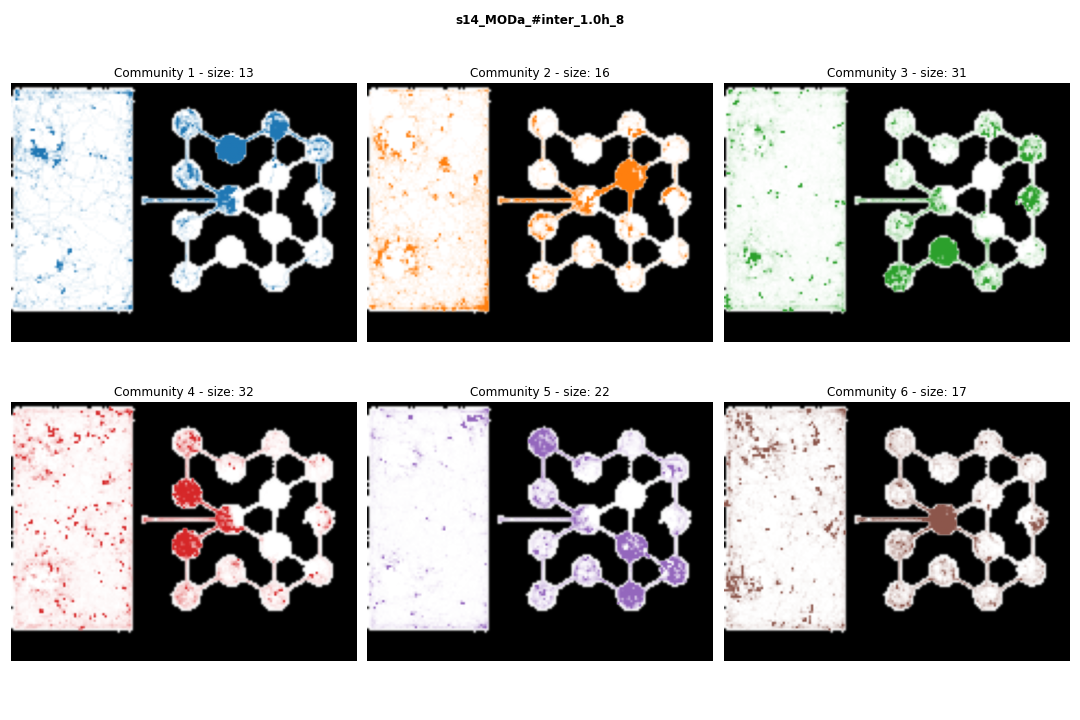 s14_MODa_#inter_1.0h_8
Community 1 - size: 13
Community 2 - size: 16
Community 3 - size: 31
Community 4 - size: 32
Community 5 - size: 22
Community 6 - size: 17